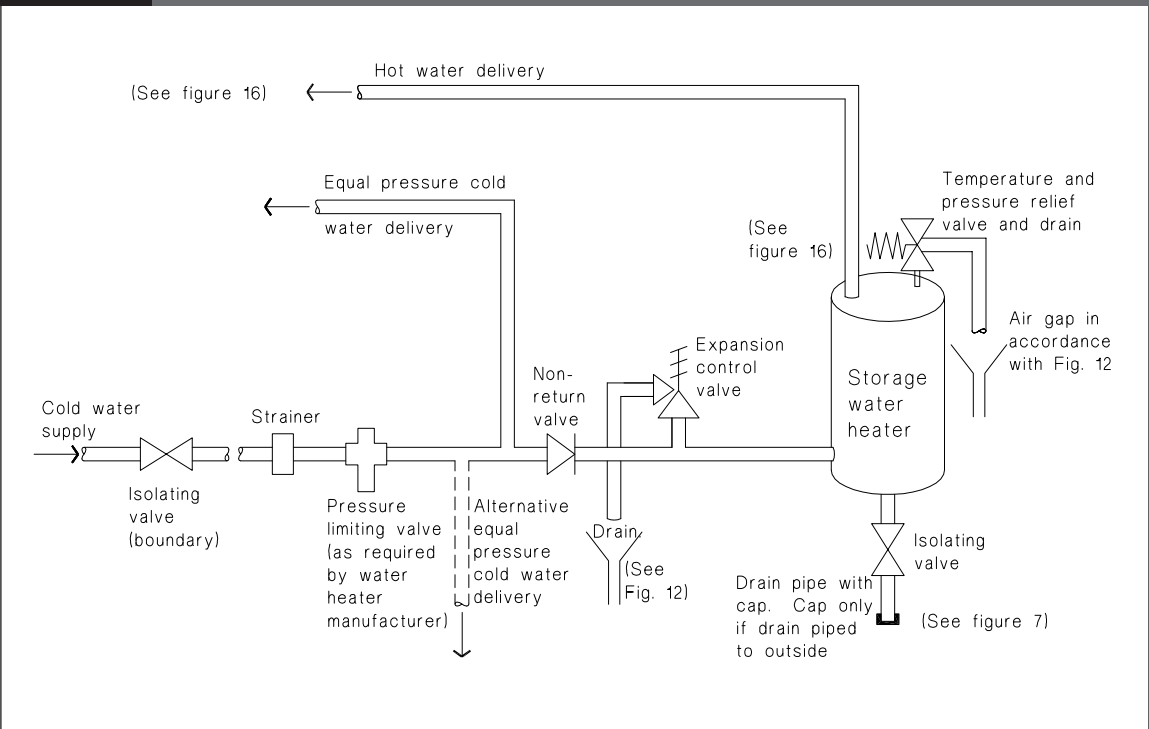 Hot water delivery
(See figure 16)
Equal pressure cold
water delivery
Temperature and
pressure relief
valve and drain
(See
figure 16)
Air gap in
accordance
with Fig. 12
Expansion
control
valve
Non-
return
valve
Storage
water
heater
Cold water
supply
Strainer
Isolating
valve
(boundary)
Pressure
limiting valve
(as required
by water
heater
manufacturer)
Alternative
equal
pressure
cold water
delivery
Drain
(See
Fig. 12)
Isolating
valve
Drain pipe with
cap. Cap only
if drain piped
to outside
(See figure 7)